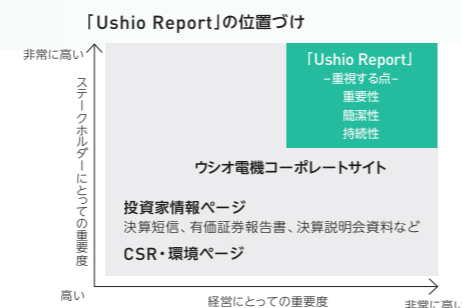 「Ushio Report」の位置づけ
非常に高い
ステークホルダーにとっての重要度
高い
「Ushio Report」
–重視する点–
重要性
簡潔性
持続性
ウシオ電機コーポレートサイト
投資家情報ページ
決算短信、有価証券報告書、決算説明会資料など
CSR・環境ページ
経営にとっての重要度
非常に高い